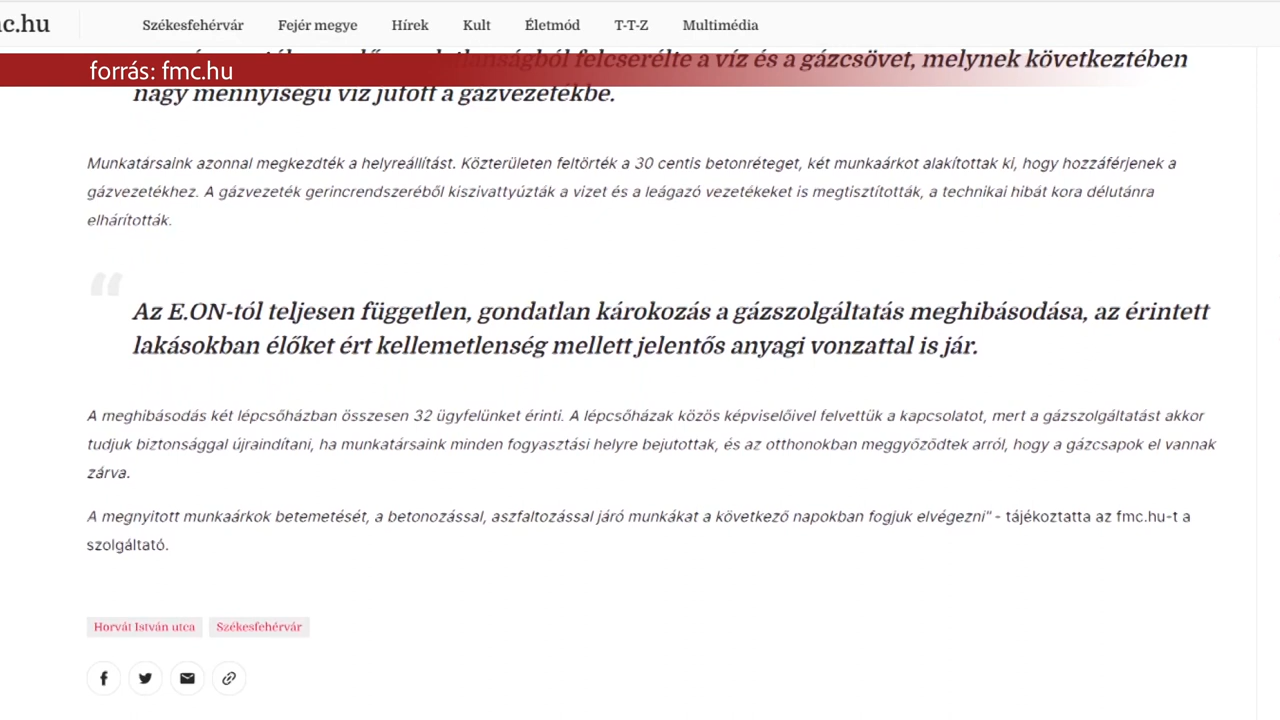 c.hu Székesfehérvár Fejér megye Hírek Kult Életmód T-T-Z Multimédia
felcserélte a víz és a gázcsövet, melynek következtében
forrás: fmc.hu
nagy mennyiségű víz jutott a gázvezetékbe.
Munkatársaink azonnal megkezdték a helyreállítást. Közterületen feltörték a 30 centis betonréteget, két munkaárkot alakítottak ki, hogy hozzáférjenek a
gázvezetékhez. A gázvezeték gerincrendszeréből kiszivattyúzták a vizet és a leágazó vezetékeket is megtisztították, a technikai hibát kora délutánra
elhárították.
“
Az E.ON-tól teljesen független, gondatlan károkozás a gázszolgáltatás meghibásodása, az érintett
lakásokban élőket ért kellemetlenség mellett jelentős anyagi vonzattal is jár.
A meghibásodás két lépcsőházban összesen 32 ügyfelünket érinti. A lépcsőházak közös képviselőivel felvettük a kapcsolatot, mert a gázszolgáltatást akkor
tudjuk biztonsággal újraindítani, ha munkatársaink minden fogyasztási helyre bejutottak, és az otthonokban meggyőződtek arról, hogy a gázcsapok el vannak
zárva.
A megnyitott munkaárkok betemetését, a betonozással, aszfaltozással járó munkákat a következő napokban fogjuk elvégezni" - tájékoztatta az fmc.hu-t a
szolgáltató.
Horvát István utca Székesfehérvár